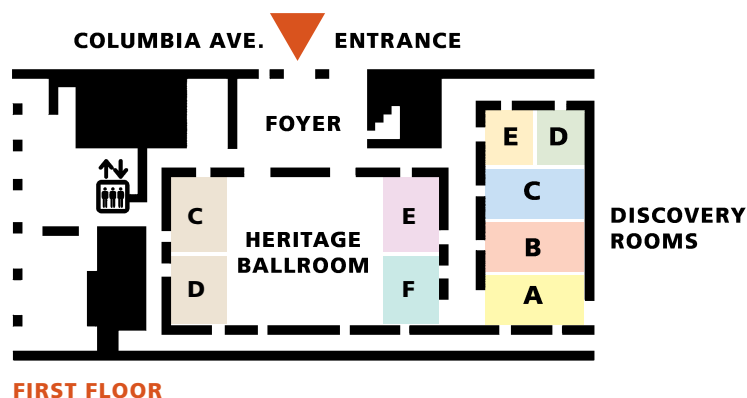 COLUMBIA AVE. ENTRANCE
FOYER
E D
C
B
A
DISCOVERY
ROOMS
C
D
HERITAGE
BALLROOM
E
F
FIRST FLOOR